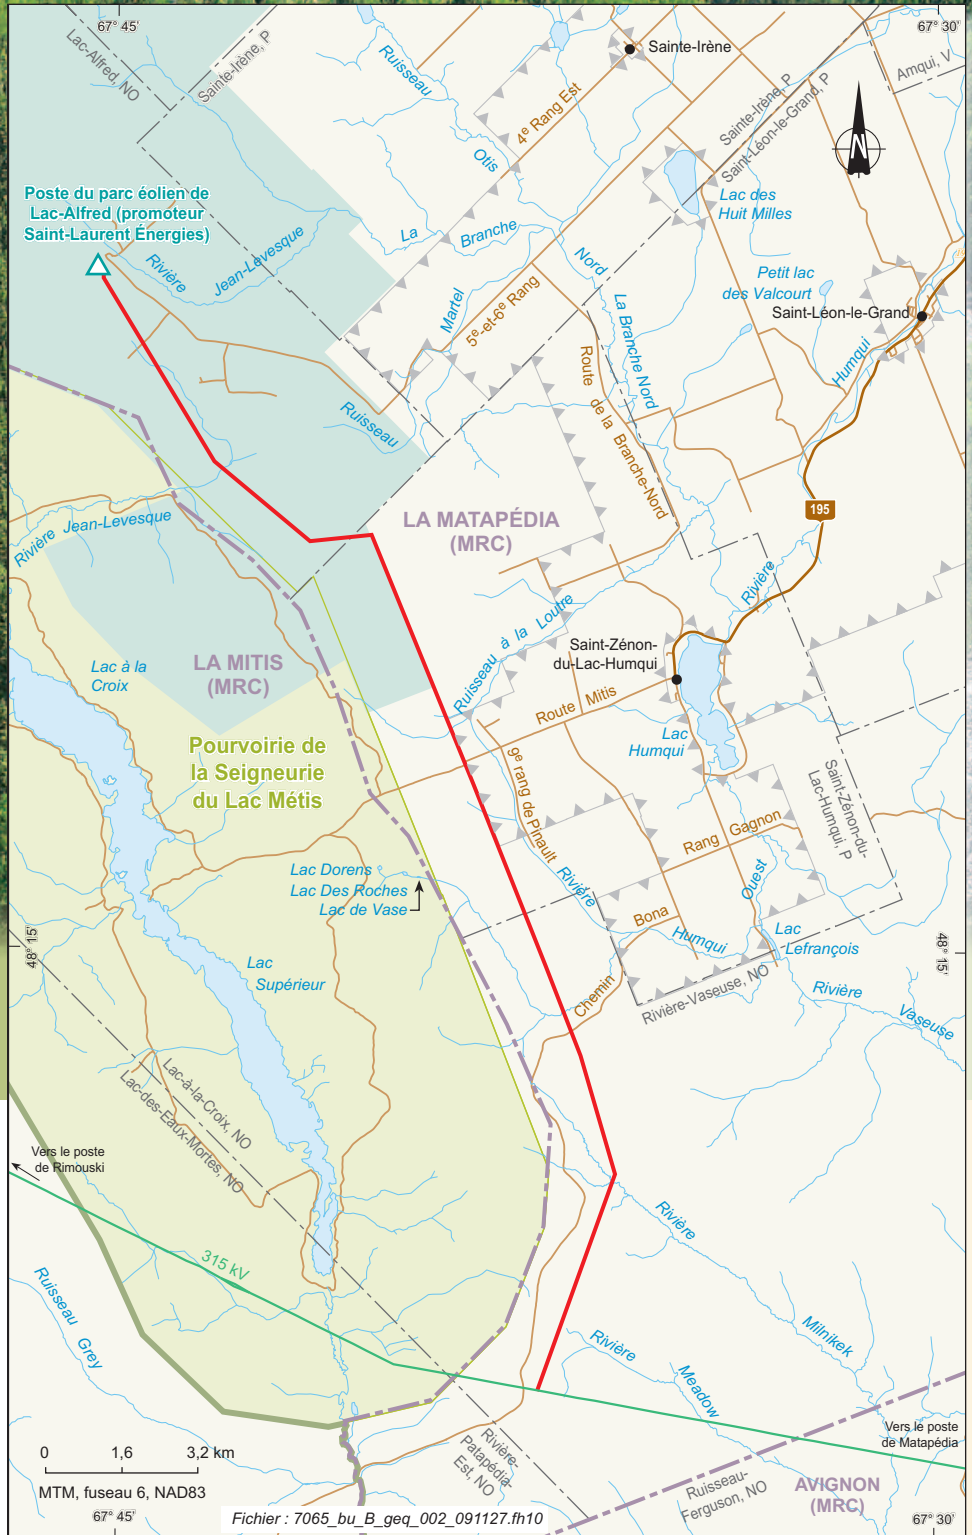 67° 45'
67° 30'
Lac-Alfred, NO
Sainte-Irène, P
Ruisseau
Sainte-Irène
Amqui, V
4e Rang Est
Sainte-Irène, P
Saint-Léon-le-Grand, P
Otis
N
Poste du parc éolien de
Lac-Alfred (promoteur
Saint-Laurent Énergies)
Lac des
Huit Milles
La
Branche
Nord
Rivière
Jean-Levesque
Petit lac
des Valcourt
Saint-Léon-le-Grand
Martel
5e-et-6e Rang
La Branche Nord
Humqui
Route
de la
Branche-Nord
Ruisseau
Rivière
Jean-Levesque
LA MATAPÉDIA
(MRC)
195
Rivière
Ruisseau à la Loutre
Saint-Zénon-
du-Lac-Humqui
LA MITIS
(MRC)
Lac à la
Croix
Route Mitis
Lac
Humqui
Pourvoirie de
la Seigneurie
du Lac Métis
9e rang de Pinault
Saint-Zénon-du-
Lac-Humqui, P
Rang Gagnon
Lac Dorens
Lac Des Roches
Lac de Vase
Rivière
Ouest
Bona
Humqui
Lac
Lefrançois
48° 15'
48° 15'
Lac
Supérieur
Chemin
Rivière-Vaseuse, NO
Rivière
Vaseuse
Lac-à-la-Croix, NO
Lac-des-Eaux-Mortes, NO
Vers le poste
de Rimouski
Rivière
315 kV
Ruisseau
Grey
Milnikek
Rivière
Meadow
Vers le poste
de Matapédia
Rivière-
Patapédia-
Est, NO
Ruisseau-
Ferguson, NO
AVIGNON
(MRC)
0 1,6 3,2 km
MTM, fuseau 6, NAD83
67° 45'
Fichier : 7065_bu_B_geq_002_091127.fh10
67° 30'